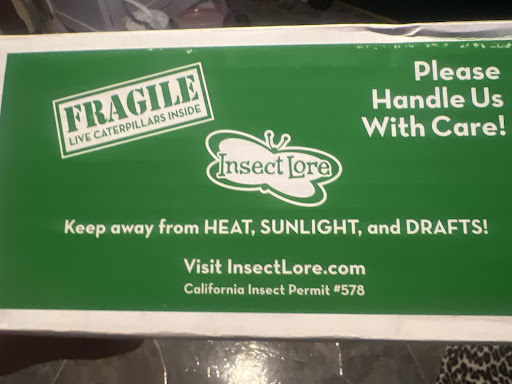 FRAGILE
LIVE CATERPILLARS INSIDE
Please
Handle Us
With Care!
Insect Lore
Keep away from HEAT, SUNLIGHT, and DRAFTS!
Visit InsectLore.com
California Insect Permit #578